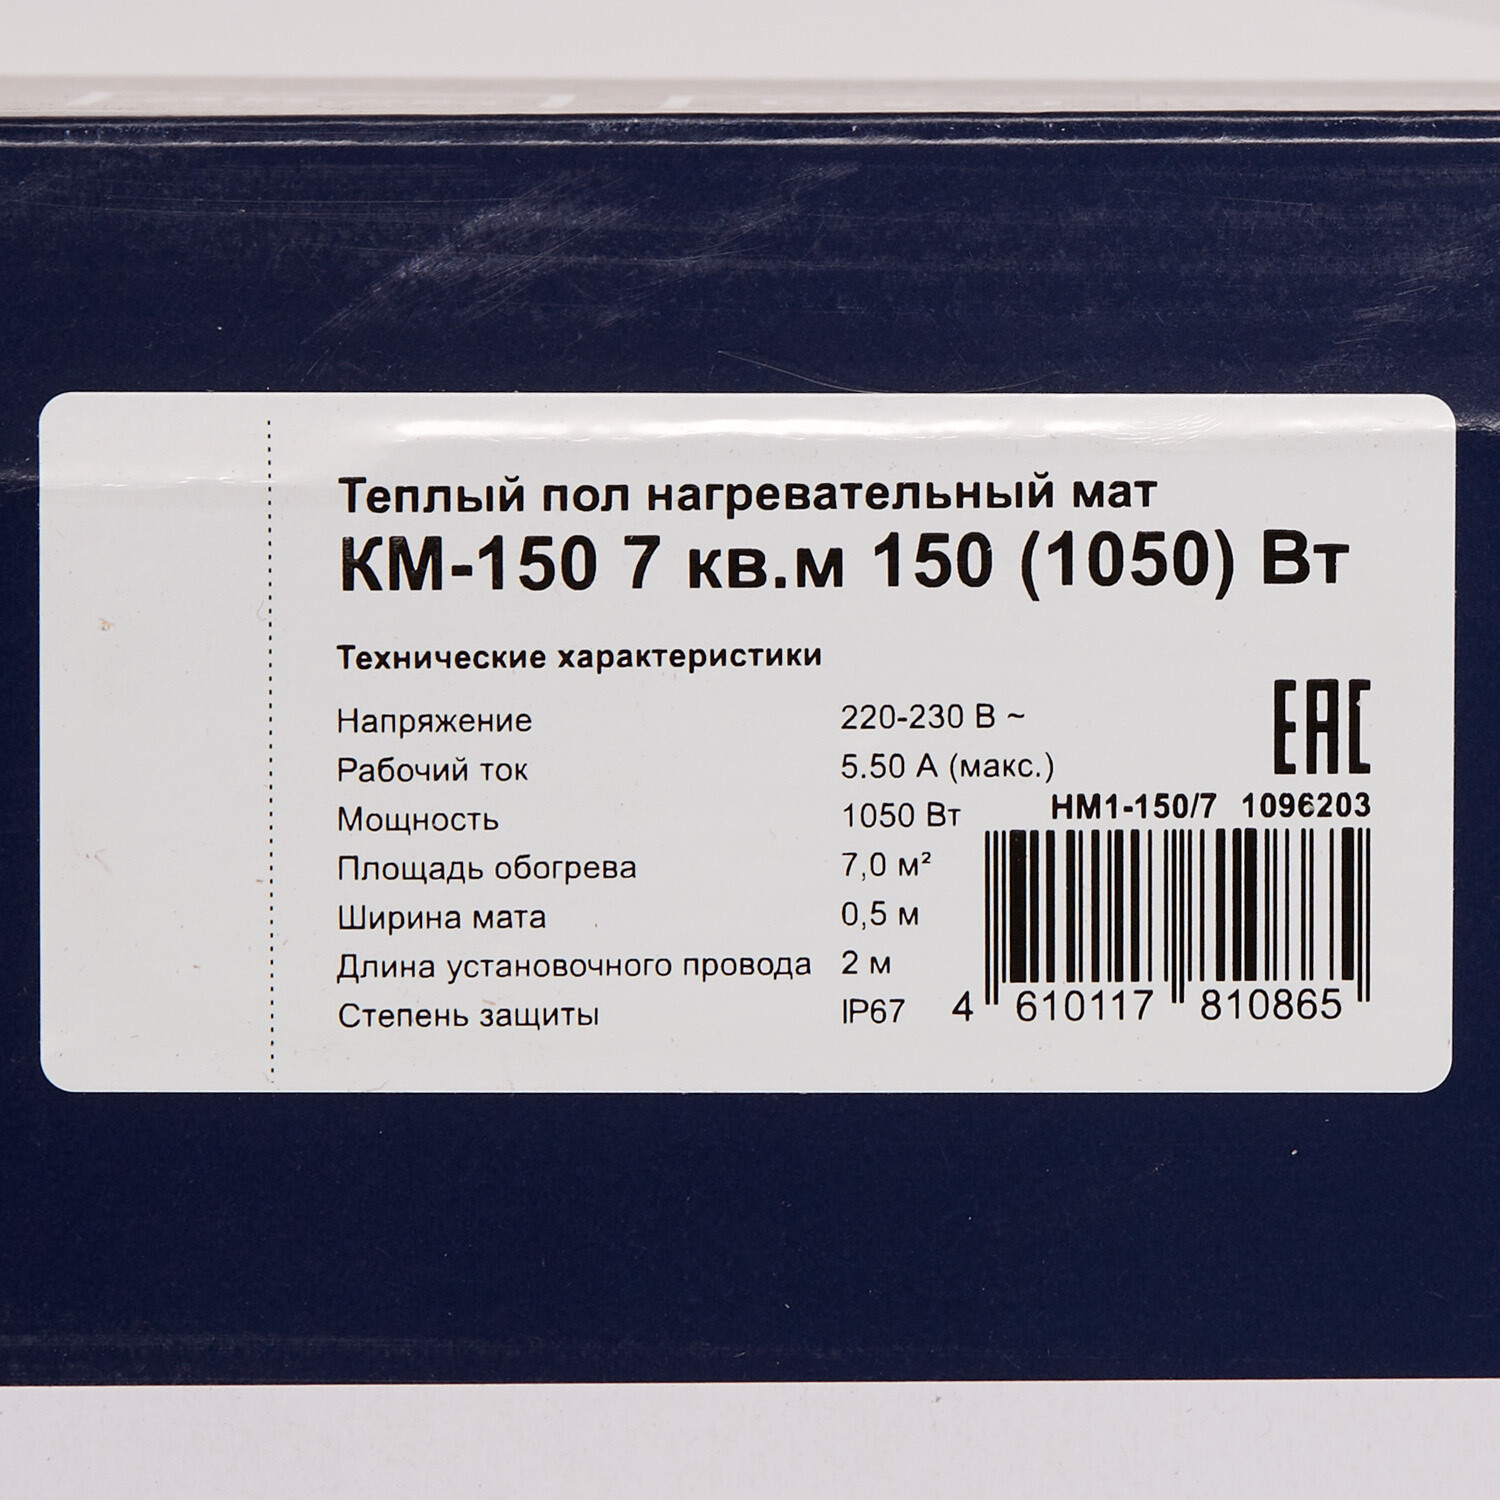 Теплый пол нагревательный мат
КМ-150 7 кв.м 150 (1050) Вт
Технические характеристики
Напряжение 220-230 В ~
Рабочий ток 5.50 А (макс.)
Мощность 1050 Вт
Площадь обогрева 7,0 м²
Ширина мата 0,5 м
Длина установочного провода 2 м
Степень защиты IP67
EAC
НМ1-150/7 1096203
4 610117 810865